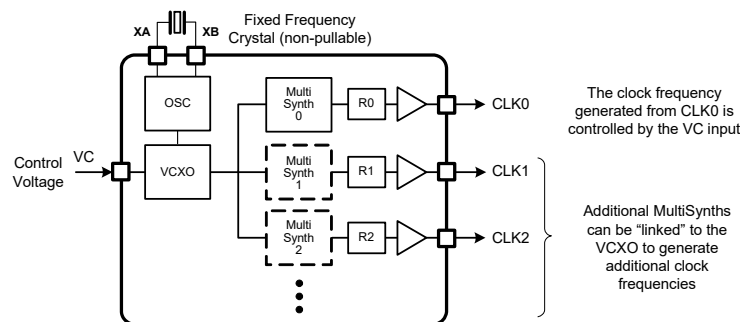 XA
XB
Fixed Frequency
Crystal (non-pullable)
OSC
Multi
Synth
0
R0
CLK0
The clock frequency
generated from CLK0 is
controlled by the VC input
Control
Voltage
VC
VCXO
Multi
Synth
1
R1
CLK1
Multi
Synth
2
R2
CLK2
Additional MultiSynths
can be “linked” to the
VCXO to generate
additional clock
frequencies